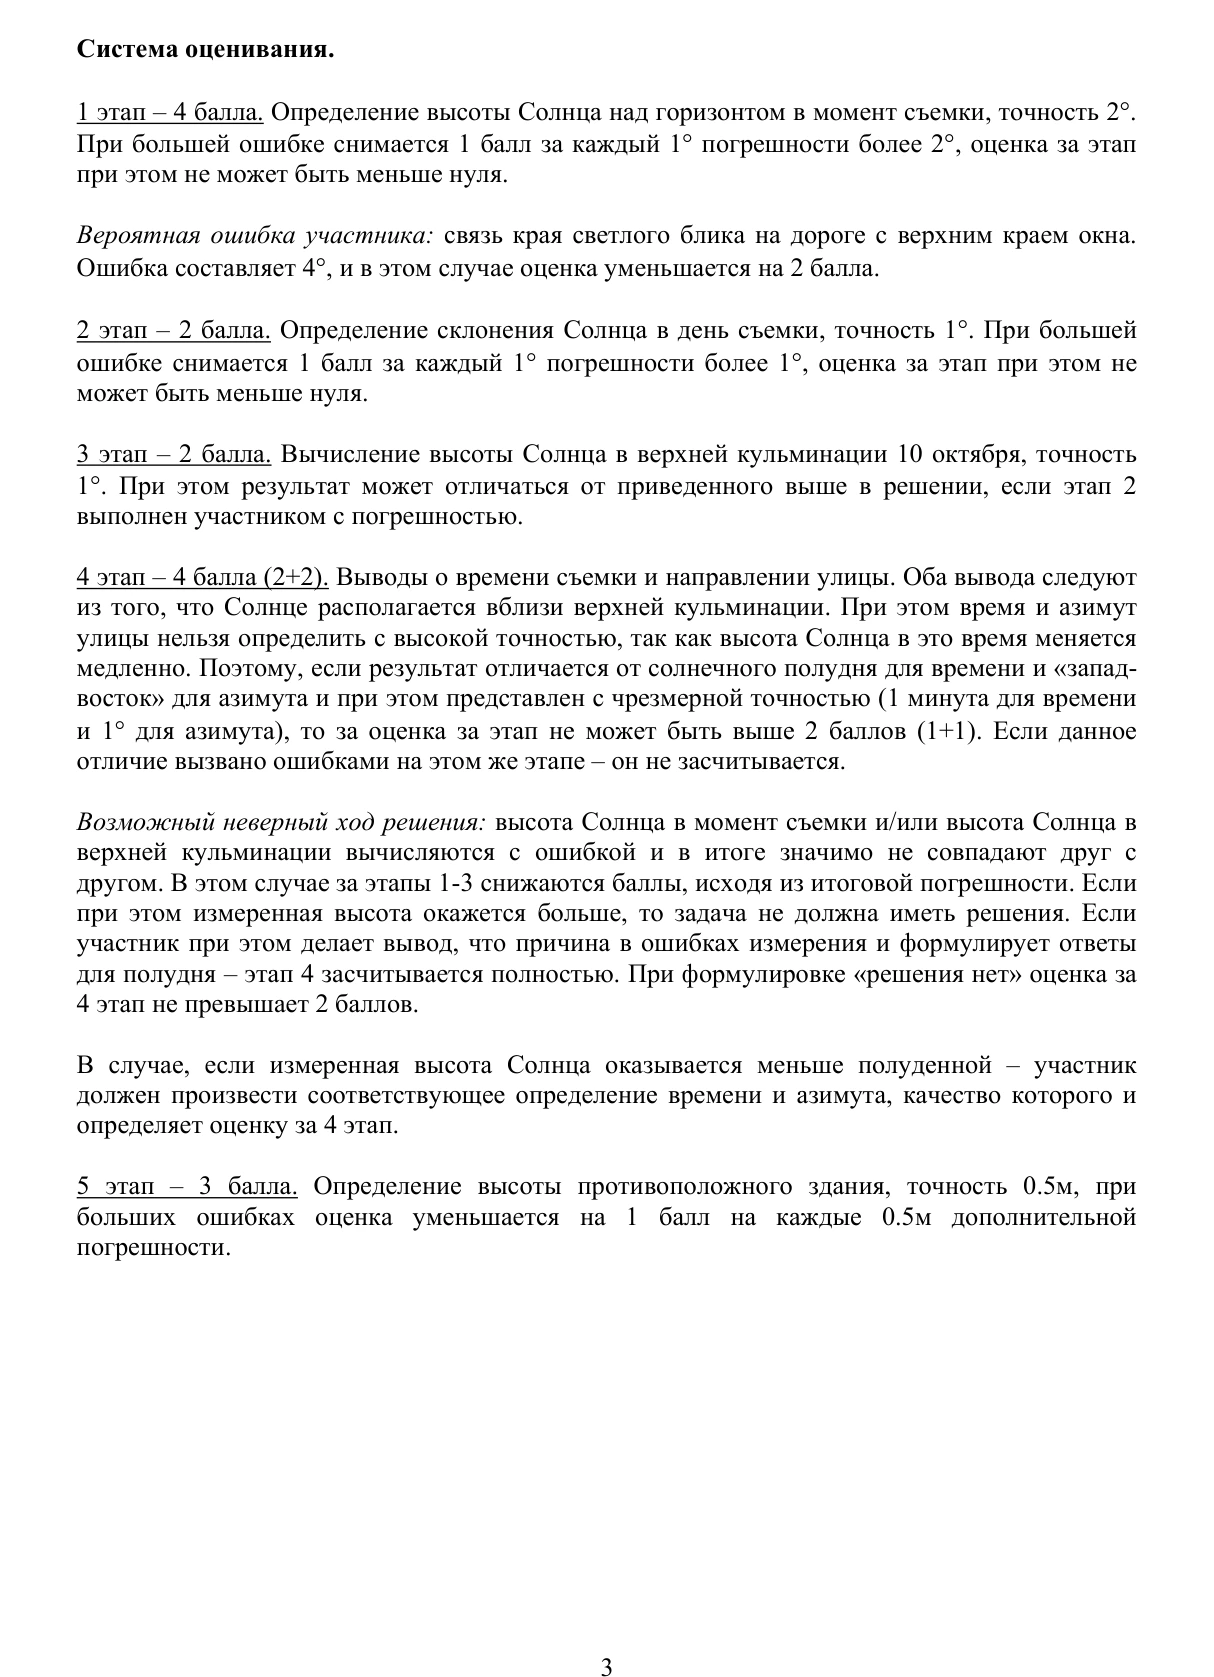 Система оценивания.
1 этап – 4 балла. Определение высоты Солнца над горизонтом в момент съемки, точность 2°.
При большей ошибке снимается 1 балл за каждый 1° погрешности более 2°, оценка за этап
при этом не может быть меньше нуля.
Вероятная ошибка участника: связь края светлого блика на дороге с верхним краем окна.
Ошибка составляет 4°, и в этом случае оценка уменьшается на 2 балла.
2 этап – 2 балла. Определение склонения Солнца в день съемки, точность 1°. При большей
ошибке снимается 1 балл за каждый 1° погрешности более 1°, оценка за этап при этом не
может быть меньше нуля.
3 этап – 2 балла. Вычисление высоты Солнца в верхней кульминации 10 октября, точность
1°. При этом результат может отличаться от приведенного выше в решении, если этап 2
выполнен участником с погрешностью.
4 этап – 4 балла (2+2). Выводы о времени съемки и направлении улицы. Оба вывода следуют
из того, что Солнце располагается вблизи верхней кульминации. При этом время и азимут
улицы нельзя определить с высокой точностью, так как высота Солнца в это время меняется
медленно. Поэтому, если результат отличается от солнечного полудня для времени и «запад-
восток» для азимута и при этом представлен с чрезмерной точностью (1 минута для времени
и 1° для азимута), то за оценка за этап не может быть выше 2 баллов (1+1). Если данное
отличие вызвано ошибками на этом же этапе – он не засчитывается.
Возможный неверный ход решения: высота Солнца в момент съемки и/или высота Солнца в
верхней кульминации вычисляются с ошибкой и в итоге значимо не совпадают друг с
другом. В этом случае за этапы 1-3 снижаются баллы, исходя из итоговой погрешности. Если
при этом измеренная высота окажется больше, то задача не должна иметь решения. Если
участник при этом делает вывод, что причина в ошибках измерения и формулирует ответы
для полудня – этап 4 засчитывается полностью. При формулировке «решения нет» оценка за
4 этап не превышает 2 баллов.
В случае, если измеренная высота Солнца оказывается меньше полуденной – участник
должен произвести соответствующее определение времени и азимута, качество которого и
определяет оценку за 4 этап.
5 этап – 3 балла. Определение высоты противоположного здания, точность 0.5м, при
больших ошибках оценка уменьшается на 1 балл на каждые 0.5м дополнительной
погрешности.
3